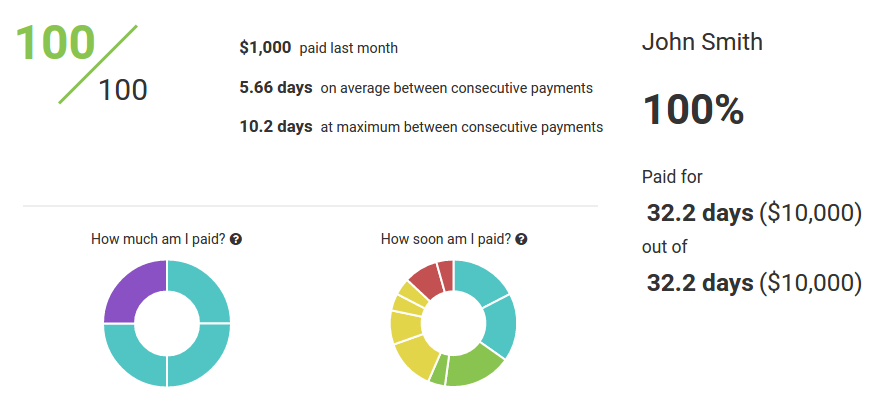 100
100
$1,000 paid last month
5.66 days on average between consecutive payments
10.2 days at maximum between consecutive payments
How much am I paid? ?
How soon am I paid? ?
John Smith
100%
Paid for
32.2 days ($10,000)
out of
32.2 days ($10,000)